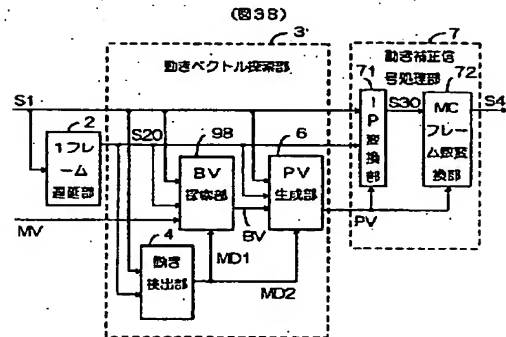 (図38)
3
動きベクトル探索部
7
動き補正信
号処理部
S1
71
IP変換部
S30
72
MC
フレーム数変
換部
S4
2
1フレ
ーム
遅延部
S20
98
BV
探索部
6
PV
生成部
MV
BV
PV
4
動き
検出部
MD1
MD2